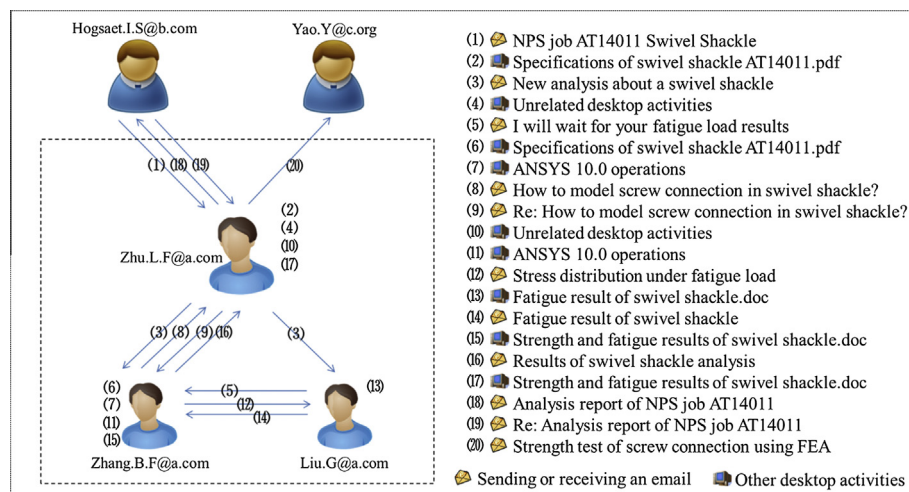 Hogsaet.I.S@b.com
Yao.Y@c.org
(1) (18) (19)
(20)
Zhu.L.F@a.com
(2)
(4)
(10)
(17)
(3) (8) (9) (16)
(3)
(6)
(7)
(11)
(15)
(5)
(12)
(14)
(13)
Zhang.B.F@a.com
Liu.G@a.com
(1) NPS job AT14011 Swivel Shackle
(2) Specifications of swivel shackle AT14011.pdf
(3) New analysis about a swivel shackle
(4) Unrelated desktop activities
(5) I will wait for your fatigue load results
(6) Specifications of swivel shackle AT14011.pdf
(7) ANSYS 10.0 operations
(8) How to model screw connection in swivel shackle?
(9) Re: How to model screw connection in swivel shackle?
(10) Unrelated desktop activities
(11) ANSYS 10.0 operations
(12) Stress distribution under fatigue load
(13) Fatigue result of swivel shackle.doc
(14) Fatigue result of swivel shackle
(15) Strength and fatigue results of swivel shackle.doc
(16) Results of swivel shackle analysis
(17) Strength and fatigue results of swivel shackle.doc
(18) Analysis report of NPS job AT14011
(19) Re: Analysis report of NPS job AT14011
(20) Strength test of screw connection using FEA
Sending or receiving an email
Other desktop activities